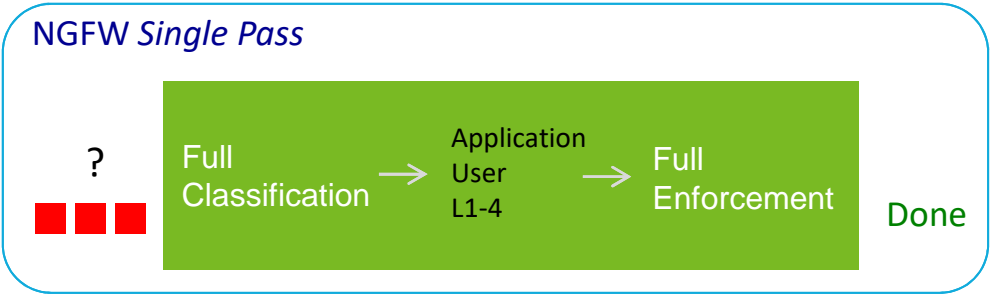 NGFW Single Pass
?
Full
Classification
Application
User
L1-4
Full
Enforcement
Done